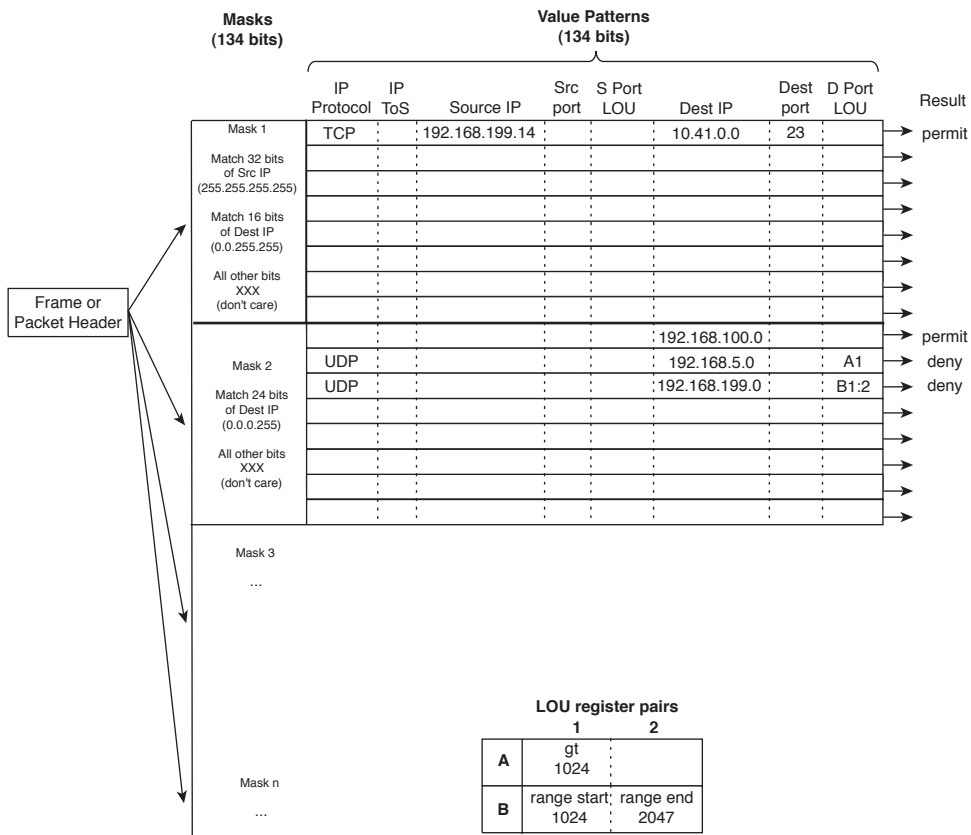 Masks
(134 bits)
Value Patterns
(134 bits)
IP Protocol IP ToS Source IP Src port S Port LOU Dest IP Dest port D Port LOU Result
Mask 1
TCP 192.168.199.14 10.41.0.0 23 permit
Match 32 bits
of Src IP
(255.255.255.255)
Match 16 bits
of Dest IP
(0.0.255.255)
All other bits
XXX
(don't care)
Frame or
Packet Header
192.168.100.0 permit
Mask 2
UDP 192.168.5.0 A1 deny
UDP 192.168.199.0 B1:2 deny
Match 24 bits
of Dest IP
(0.0.0.255)
All other bits
XXX
(don't care)
Mask 3
...
Mask n
...
LOU register pairs
1 2
A gt 1024
B range start 1024 range end 2047